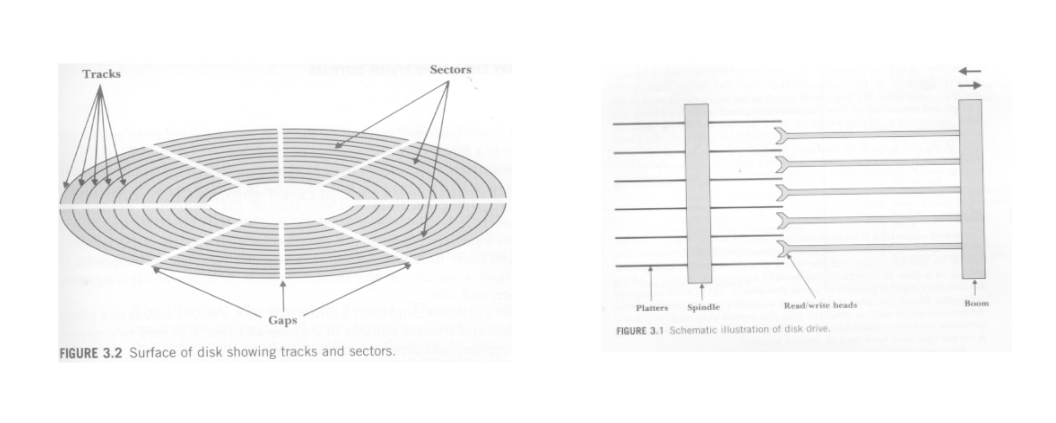 Tracks
Sectors
Gaps
FIGURE 3.2 Surface of disk showing tracks and sectors.
Platters Spindle Read/write heads Boom
FIGURE 3.1 Schematic illustration of disk drive.